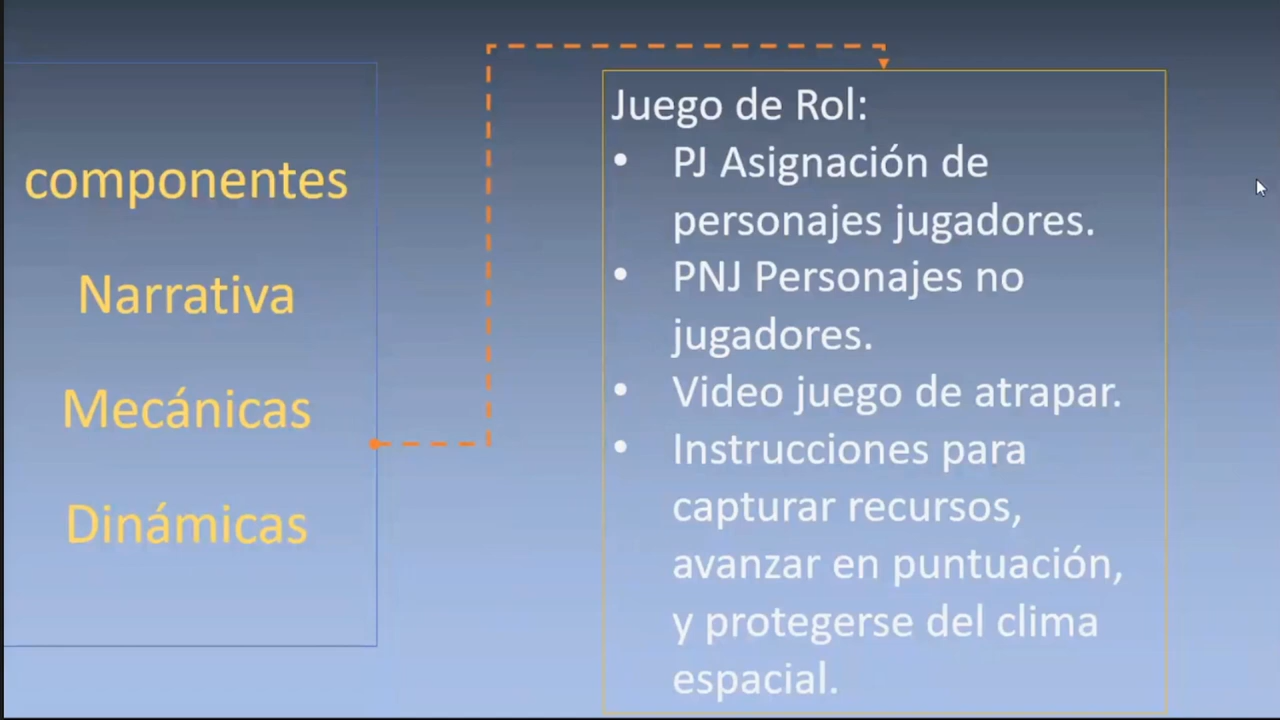 componentes
Narrativa
Mecánicas
Dinámicas
Juego de Rol:
• PJ Asignación de
personajes jugadores.
• PNJ Personajes no
jugadores.
• Video juego de atrapar.
• Instrucciones para
capturar recursos,
avanzar en puntuación,
y protegerse del clima
espacial.